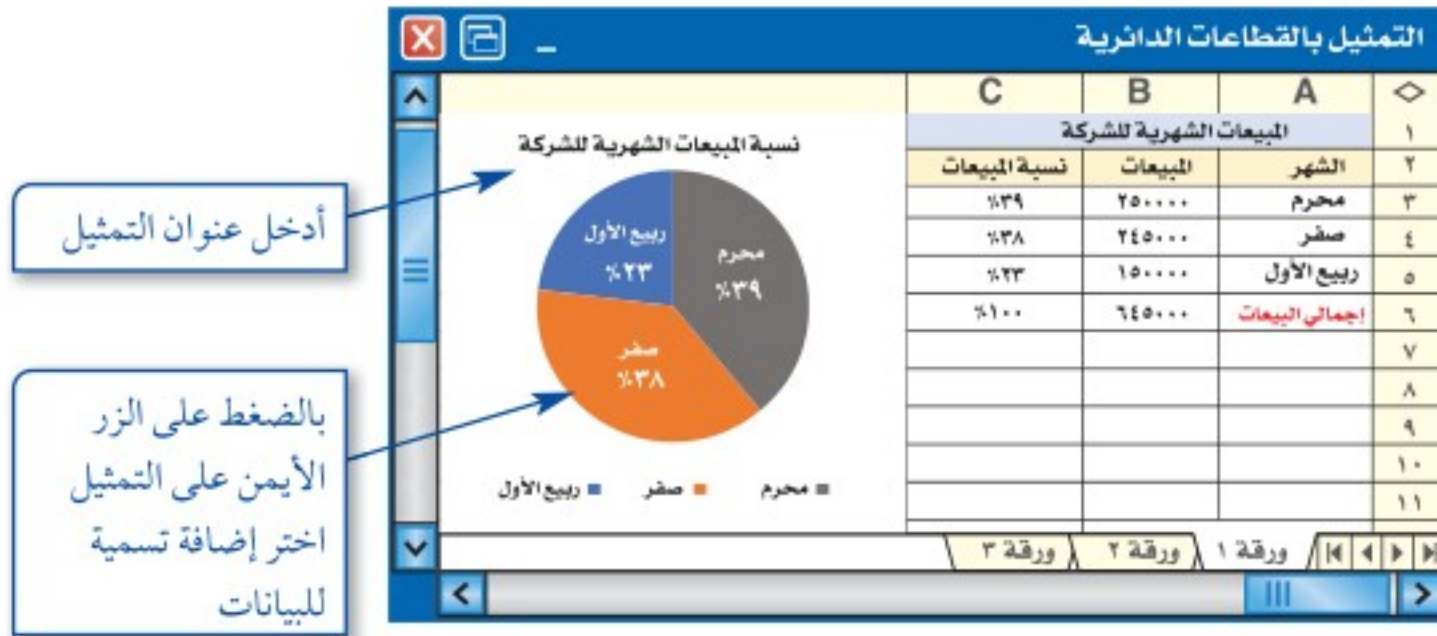 التمثيل بالقطاعات الدائرية
A B C
١ المبيعات الشهرية للشركة
٢ الشهر المبيعات نسبة المبيعات
٣ محرم ٢٥٠٠٠٠ ٣٩٪
٤ صفر ٢٤٥٠٠٠ ٣٨٪
٥ ربيع الأول ١٥٠٠٠٠ ٢٣٪
٦ إجمالي البيعات ٦٤٥٠٠٠ ١٠٠٪
٧
٨
٩
١٠
١١
ورقة ١ ورقة ٢ ورقة ٣
نسبة المبيعات الشهرية للشركة
محرم
٣٩٪
ربيع الأول
٢٣٪
صفر
٣٨٪
محرم صفر ربيع الأول
أدخل عنوان التمثيل
بالضغط على الزر
الأيمن على التمثيل
اختر إضافة تسمية
للبيانات